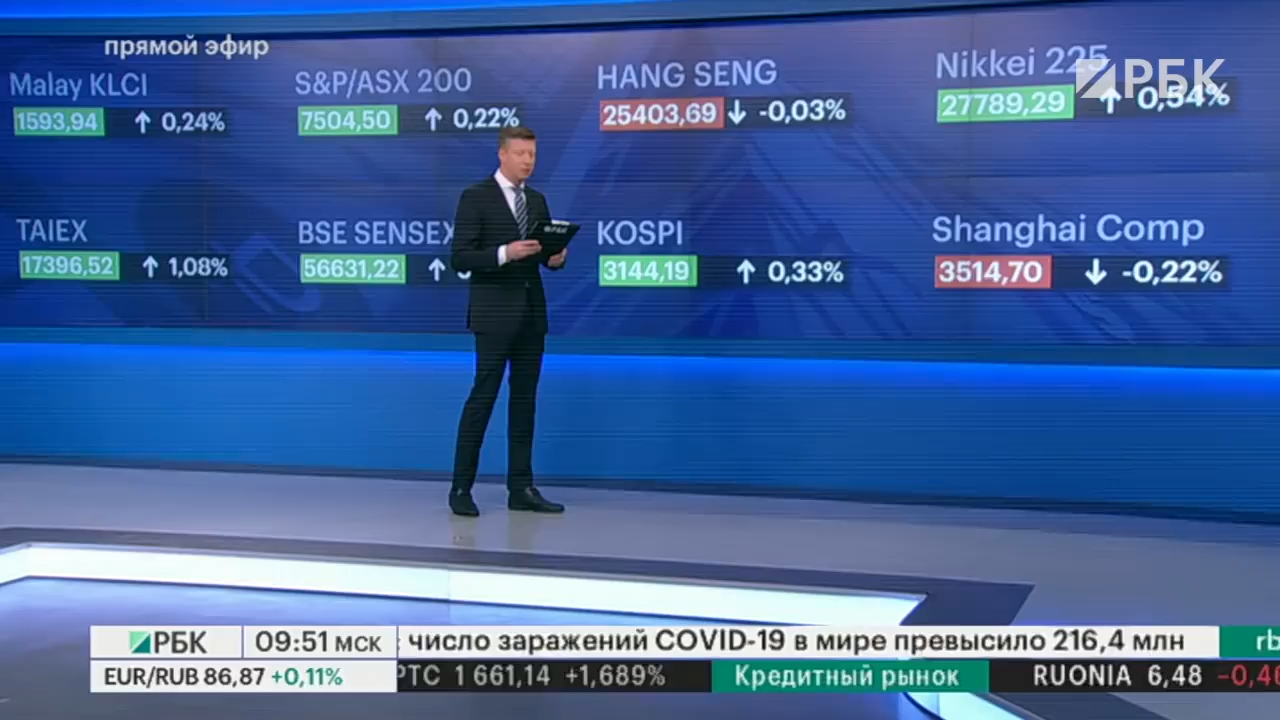 прямой эфир
РБК
Malay KLCI
1593,94 ↑ 0,24%
S&P/ASX 200
7504,50 ↑ 0,22%
HANG SENG
25403,69 ↓ -0,03%
Nikkei 225
27789,29 ↑ 0,54%
TAIEX
17396,52 ↑ 1,08%
BSE SENSEX
56631,22 ↑
KOSPI
3144,19 ↑ 0,33%
Shanghai Comp
3514,70 ↓ -0,22%
РБК 09:51 МСК : число заражений COVID-19 в мире превысило 216,4 млн rb
EUR/RUB 86,87 +0,11% РТС 1 661,14 +1,689% Кредитный рынок RUONIA 6,48